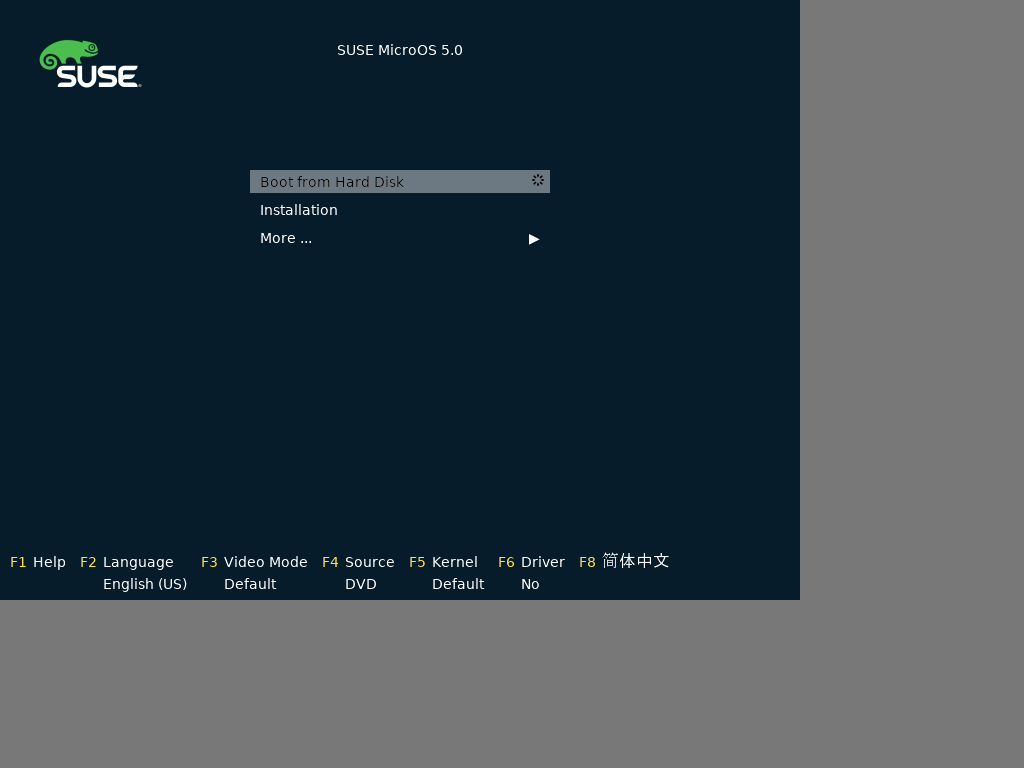 SUSE
SUSE MicroOS 5.0
Boot from Hard Disk
Installation
More ...
F1 Help F2 Language F3 Video Mode F4 Source F5 Kernel F6 Driver F8 简体中文
English (US) Default DVD Default No